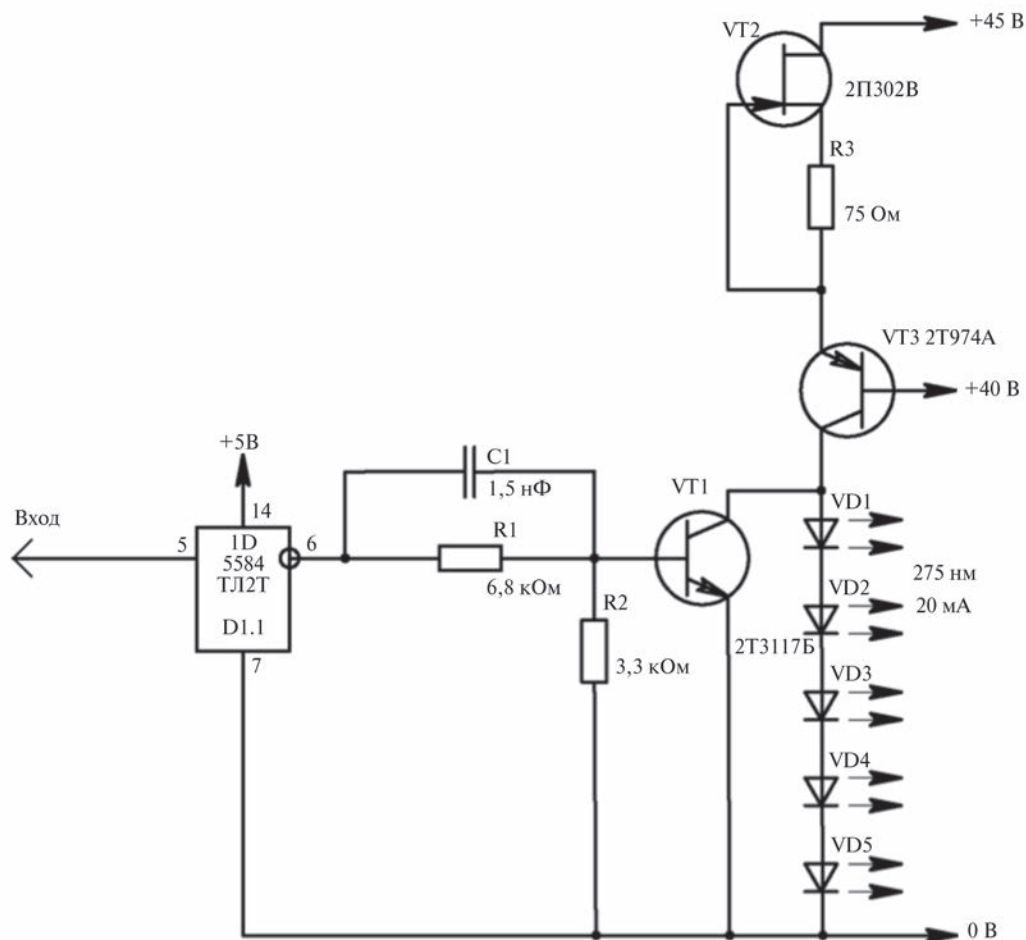 VT2
+45 В
2П302В
R3
75 Ом
VT3 2Т974А
+40 В
+5В
C1
1,5 нФ
VT1
VD1
Вход
14
5
1D
5584
ТЛ2Т
D1.1
6
R1
6,8 кОм
275 нм
20 мА
VD2
R2
3,3 кОм
2Т3117Б
7
VD3
VD4
VD5
0 В